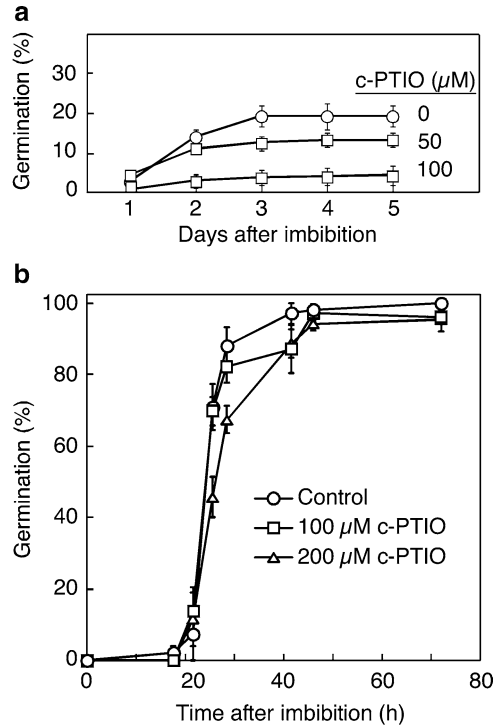 a
Germination (%)
30
20
10
0
c-PTIO (μM)
0
50
100
1 2 3 4 5
Days after imbibition
b
Germination (%)
100
80
60
40
20
0
Control
100 μM c-PTIO
200 μM c-PTIO
0 20 40 60 80
Time after imbibition (h)